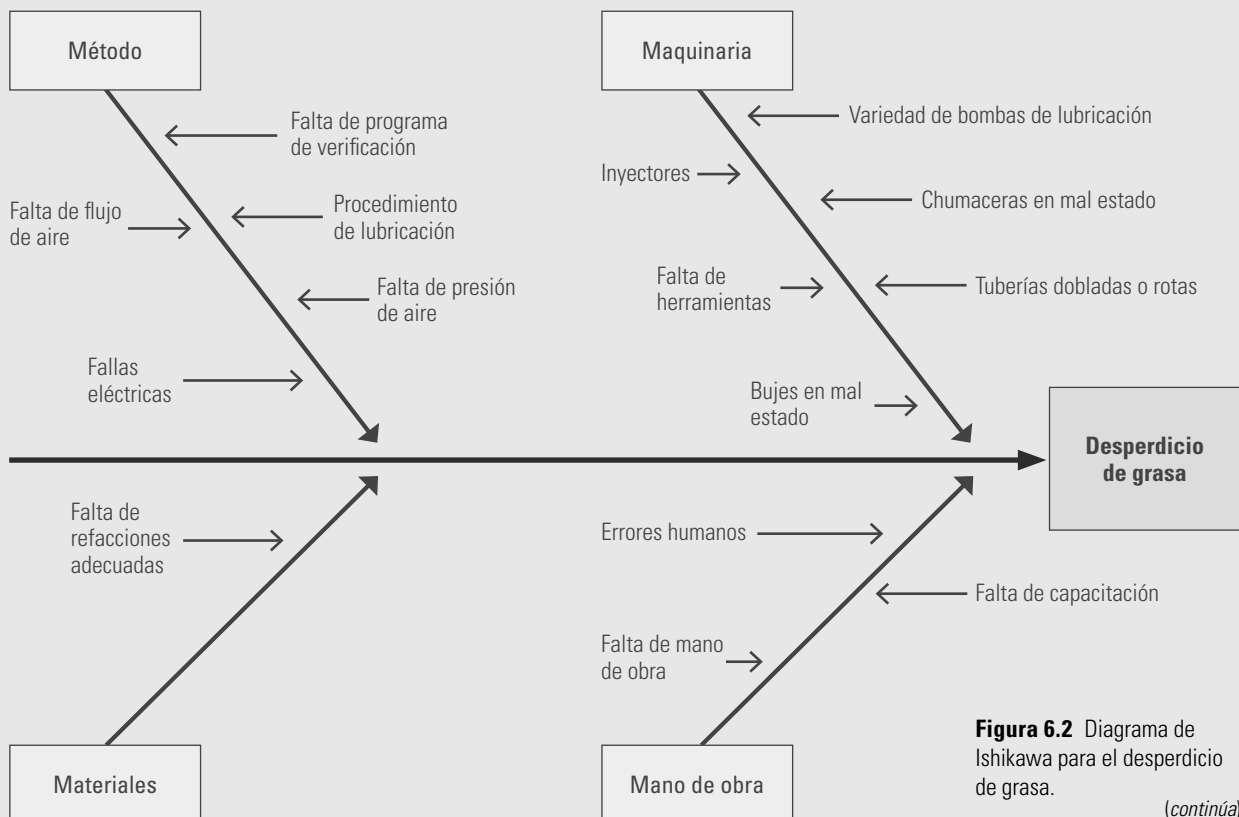 Método
Maquinaria
Falta de programa
de verificación
Falta de flujo
de aire
Procedimiento
de lubricación
Falta de presión
de aire
Fallas
eléctricas
Variedad de bombas de lubricación
Inyectores
Chumaceras en mal estado
Falta de
herramientas
Tuberías dobladas o rotas
Bujes en mal
estado
Desperdicio
de grasa
Falta de
refacciones
adecuadas
Errores humanos
Falta de capacitación
Falta de mano
de obra
Materiales
Mano de obra
Figura 6.2 Diagrama de
Ishikawa para el desperdicio
de grasa.
(continúa)